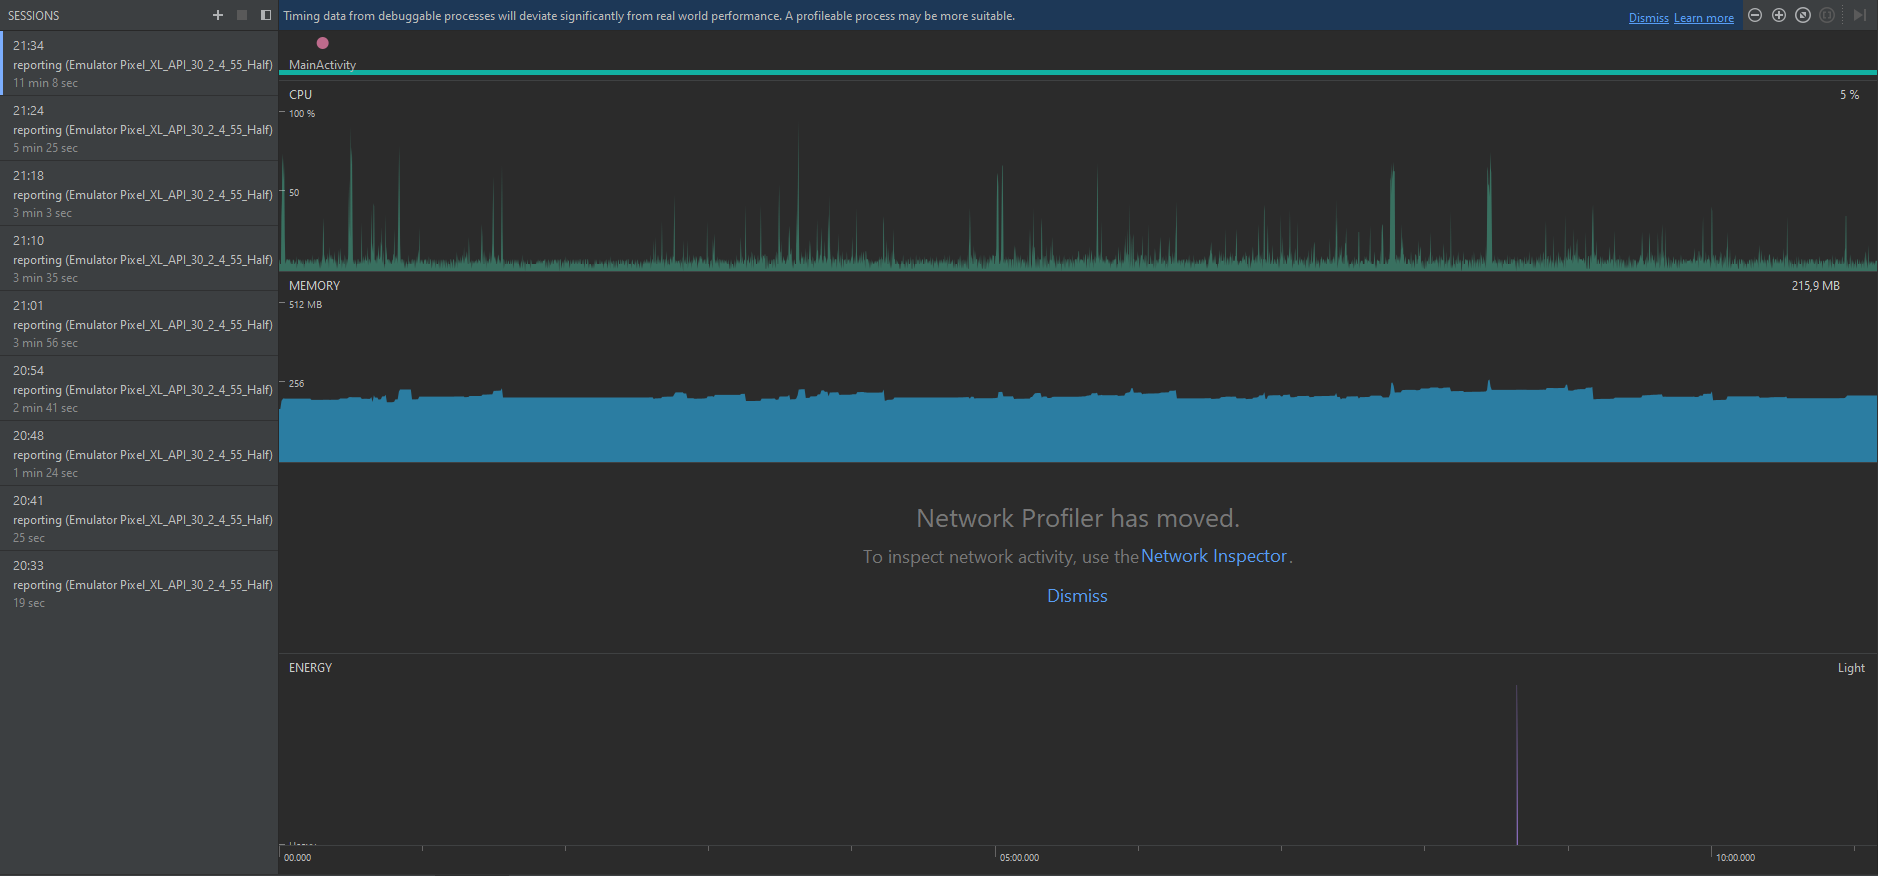 SESSIONS
21:34
reporting (Emulator Pixel_XL_API_30_2_4_55_Half)
11 min 8 sec
21:24
reporting (Emulator Pixel_XL_API_30_2_4_55_Half)
5 min 25 sec
21:18
reporting (Emulator Pixel_XL_API_30_2_4_55_Half)
3 min 3 sec
21:10
reporting (Emulator Pixel_XL_API_30_2_4_55_Half)
3 min 35 sec
21:01
reporting (Emulator Pixel_XL_API_30_2_4_55_Half)
3 min 56 sec
20:54
reporting (Emulator Pixel_XL_API_30_2_4_55_Half)
2 min 41 sec
20:48
reporting (Emulator Pixel_XL_API_30_2_4_55_Half)
1 min 24 sec
20:41
reporting (Emulator Pixel_XL_API_30_2_4_55_Half)
25 sec
20:33
reporting (Emulator Pixel_XL_API_30_2_4_55_Half)
19 sec
Timing data from debuggable processes will deviate significantly from real world performance. A profileable process may be more suitable. Dismiss Learn more
MainActivity
CPU 5 %
100 %
50
MEMORY 215,9 MB
512 MB
256
Network Profiler has moved.
To inspect network activity, use the Network Inspector.
Dismiss
ENERGY Light
00.000 05:00.000 10:00.000